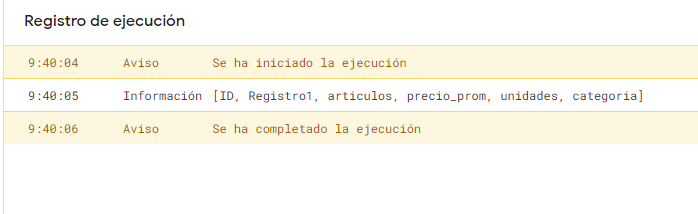 Registro de ejecución
9:40:04 Aviso Se ha iniciado la ejecución
9:40:05 Información [ID, Registro1, articulos, precio_prom, unidades, categoria]
9:40:06 Aviso Se ha completado la ejecución